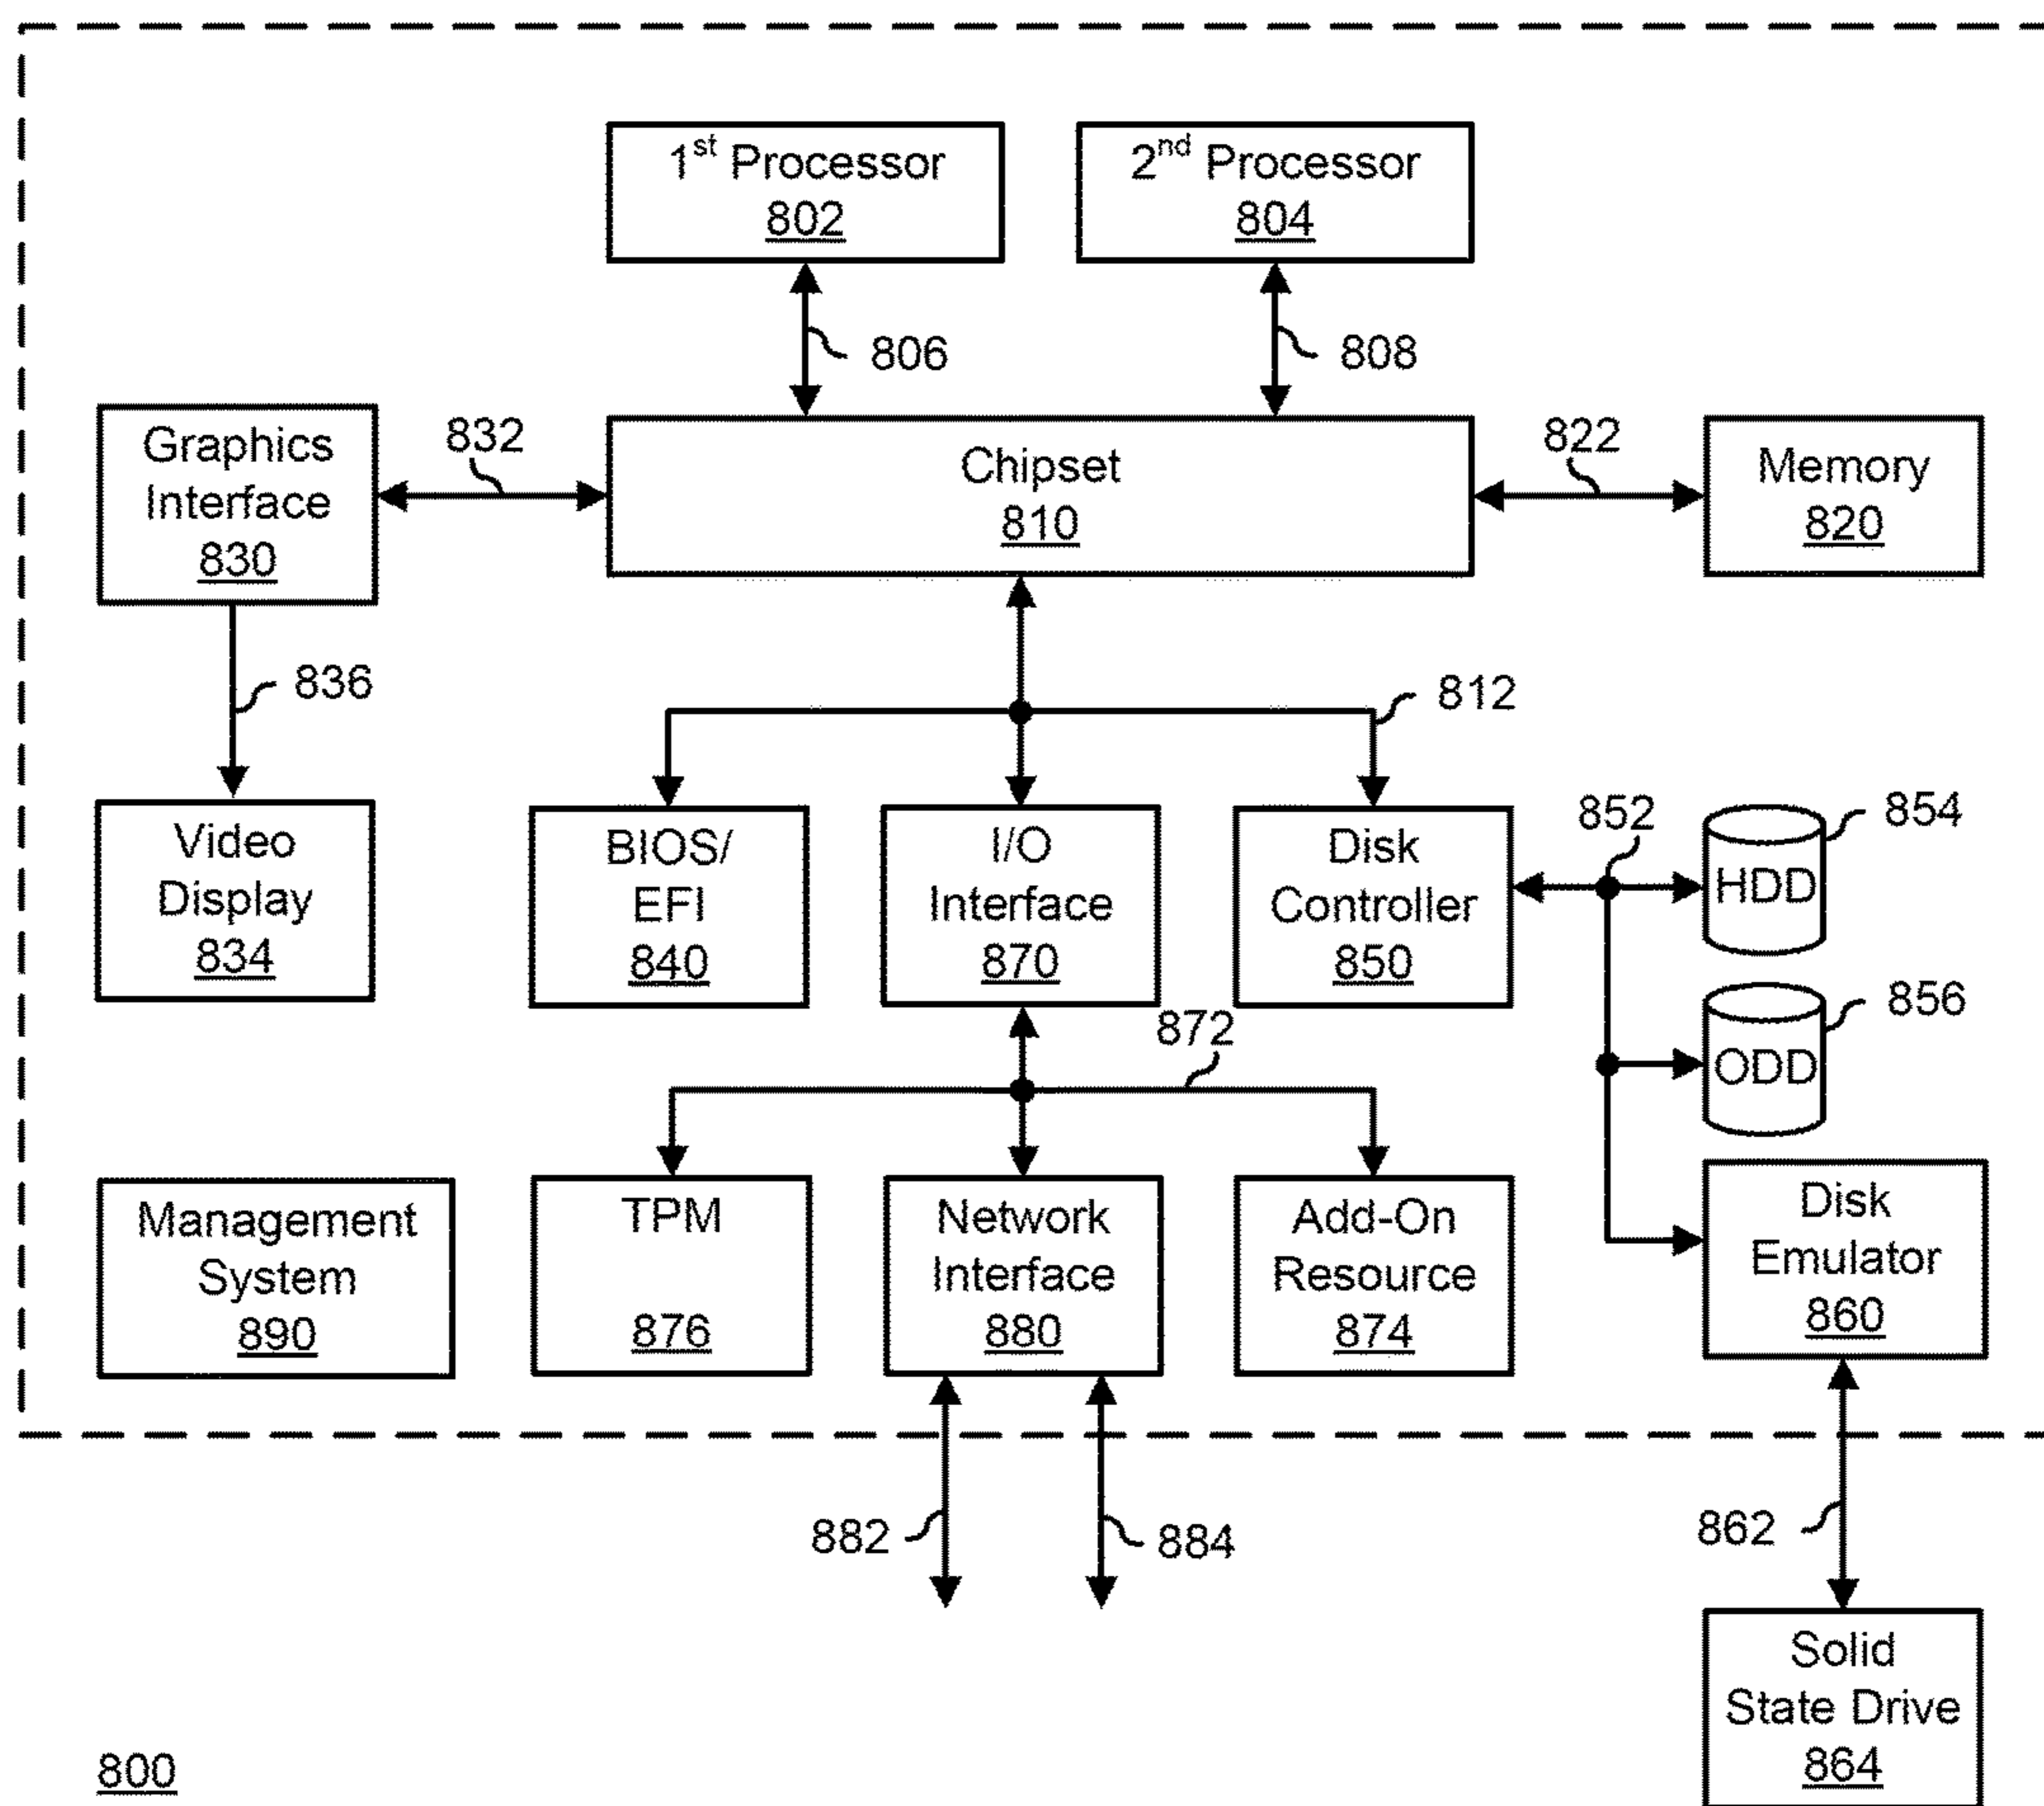 1st Processor
802
2nd Processor
804
806
808
Graphics
Interface
830
832
Chipset
810
822
Memory
820
836
812
Video
Display
834
BIOS/
EFI
840
I/O
Interface
870
Disk
Controller
850
852
HDD
854
ODD
856
872
Management
System
890
TPM
876
Network
Interface
880
Add-On
Resource
874
Disk
Emulator
860
882
884
862
Solid
State Drive
864
800